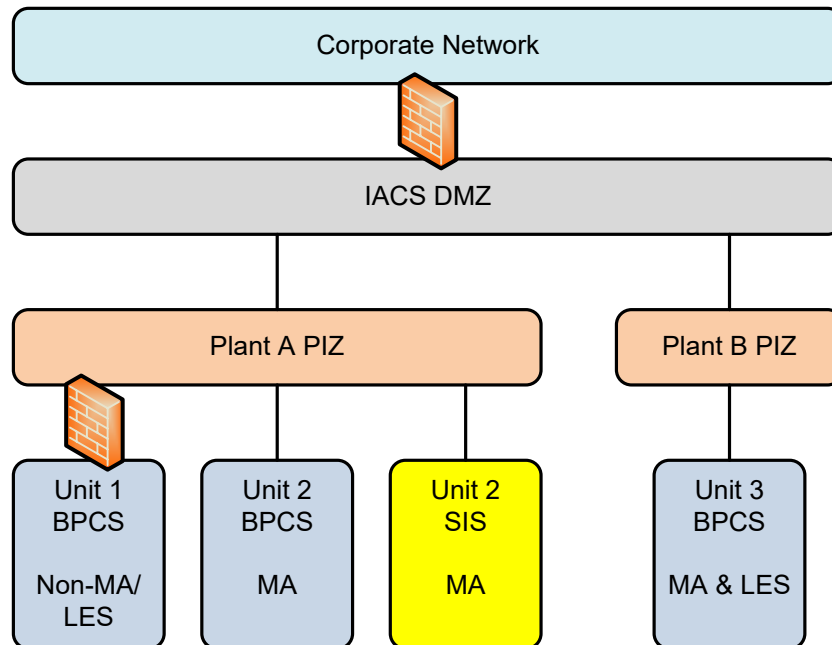 Corporate Network
IACS DMZ
Plant A PIZ
Plant B PIZ
Unit 1
BPCS
Non-MA/
LES
Unit 2
BPCS
MA
Unit 2
SIS
MA
Unit 3
BPCS
MA & LES